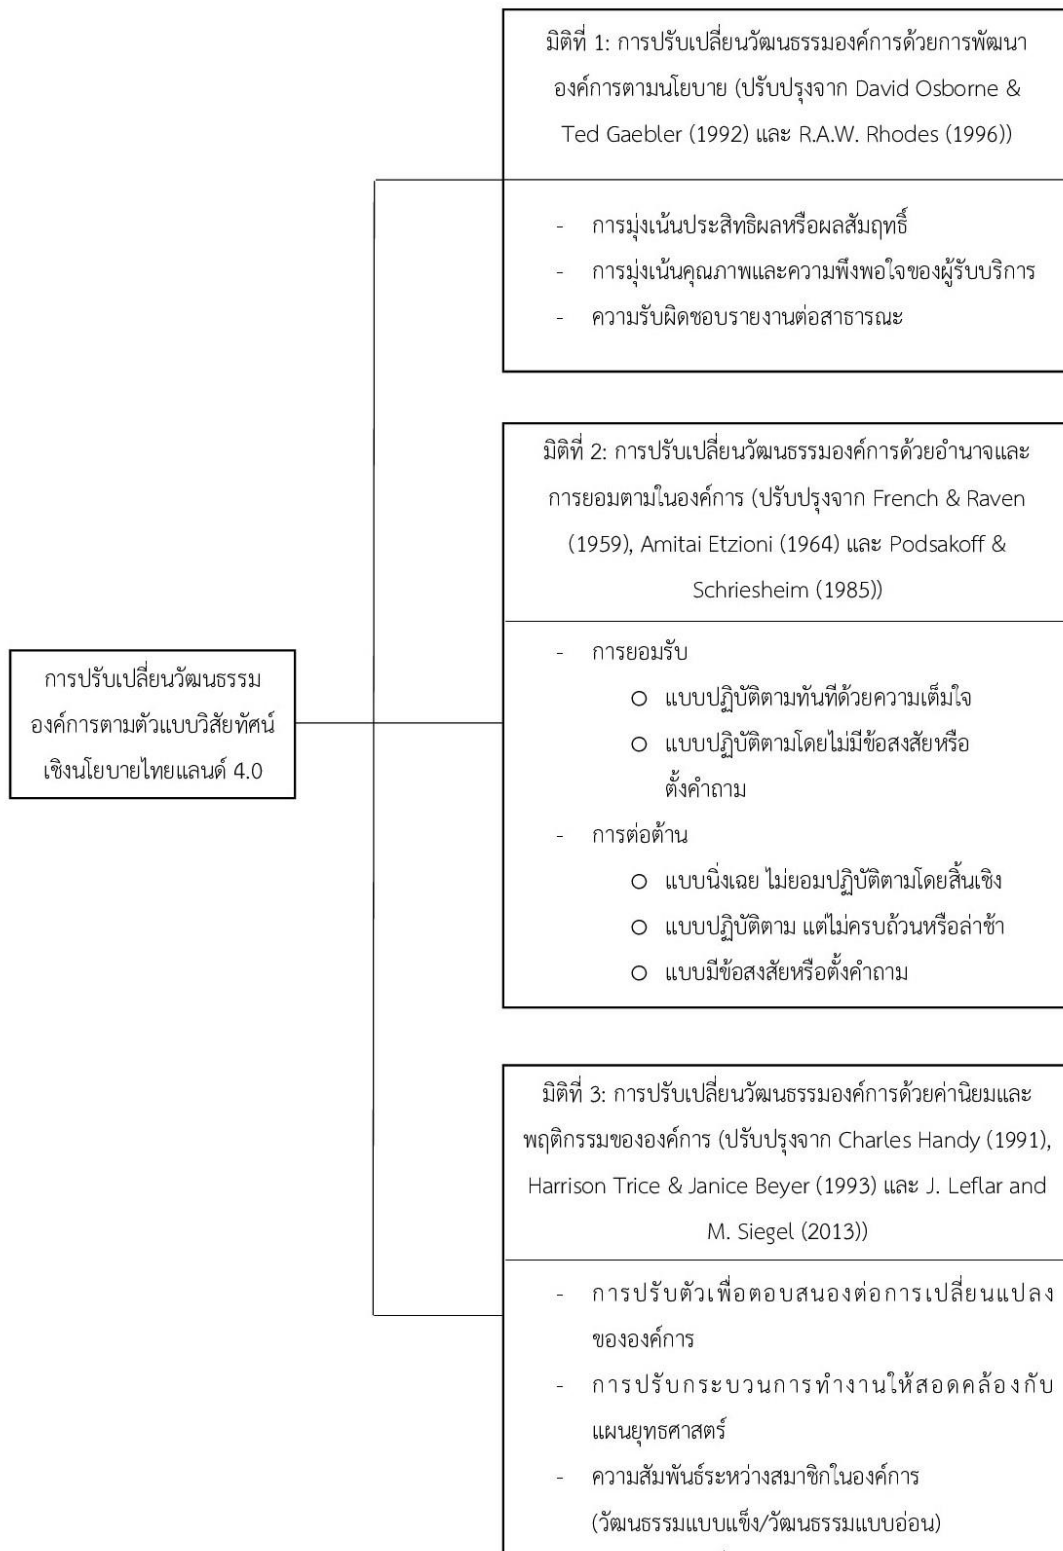 มิติที่ 1: การปรับเปลี่ยนวัฒนธรรมองค์การด้วยการพัฒนา
องค์การตามนโยบาย (ปรับปรุงจาก David Osborne &
Ted Gaebler (1992) และ R.A.W. Rhodes (1996))
- การมุ่งเน้นประสิทธิผลหรือผลสัมฤทธิ์
- การมุ่งเน้นคุณภาพและความพึงพอใจของผู้รับบริการ
- ความรับผิดชอบรายงานต่อสาธารณะ
มิติที่ 2: การปรับเปลี่ยนวัฒนธรรมองค์การด้วยอำนาจและ
การยอมตามในองค์การ (ปรับปรุงจาก French & Raven
(1959), Amitai Etzioni (1964) และ Podsakoff &
Schriesheim (1985))
- การยอมรับ
o แบบปฏิบัติตามทันทีด้วยความเต็มใจ
o แบบปฏิบัติตามโดยไม่มีข้อสงสัยหรือ
ตั้งคำถาม
- การต่อต้าน
o แบบนิ่งเฉย ไม่ยอมปฏิบัติตามโดยสิ้นเชิง
o แบบปฏิบัติตาม แต่ไม่ครบถ้วนหรือล่าช้า
o แบบมีข้อสงสัยหรือตั้งคำถาม
การปรับเปลี่ยนวัฒนธรรม
องค์การตามตัวแบบวิสัยทัศน์
เชิงนโยบายไทยแลนด์ 4.0
มิติที่ 3: การปรับเปลี่ยนวัฒนธรรมองค์การด้วยค่านิยมและ
พฤติกรรมขององค์การ (ปรับปรุงจาก Charles Handy (1991),
Harrison Trice & Janice Beyer (1993) และ J. Leflar and
M. Siegel (2013))
- การปรับตัวเพื่อตอบสนองต่อการเปลี่ยนแปลง
ขององค์การ
- การปรับกระบวนการทำงานให้สอดคล้องกับ
แผนยุทธศาสตร์
- ความสัมพันธ์ระหว่างสมาชิกในองค์การ
(วัฒนธรรมแบบแข็ง/วัฒนธรรมแบบอ่อน)